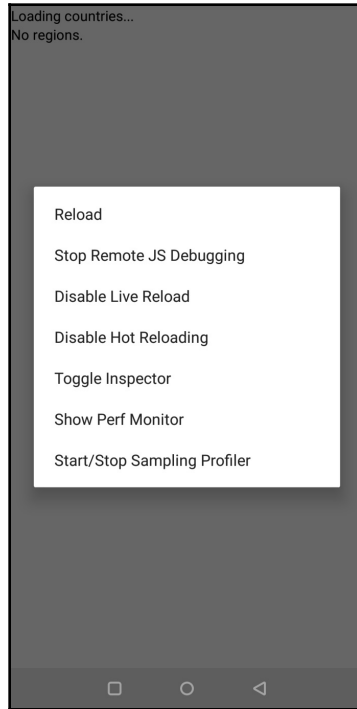 Loading countries...
No regions.
Reload
Stop Remote JS Debugging
Disable Live Reload
Disable Hot Reloading
Toggle Inspector
Show Perf Monitor
Start/Stop Sampling Profiler